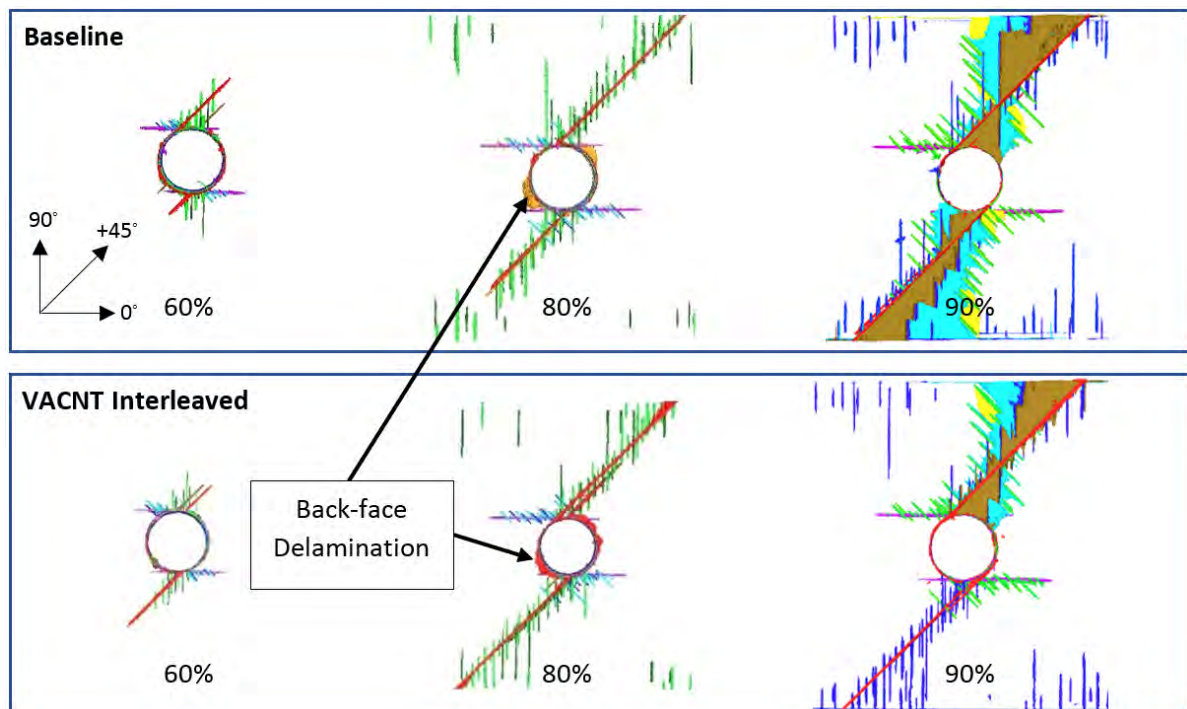 Baseline
90°
+45°
0°
60%
80%
90%
VACNT Interleaved
Back-face
Delamination
60%
80%
90%